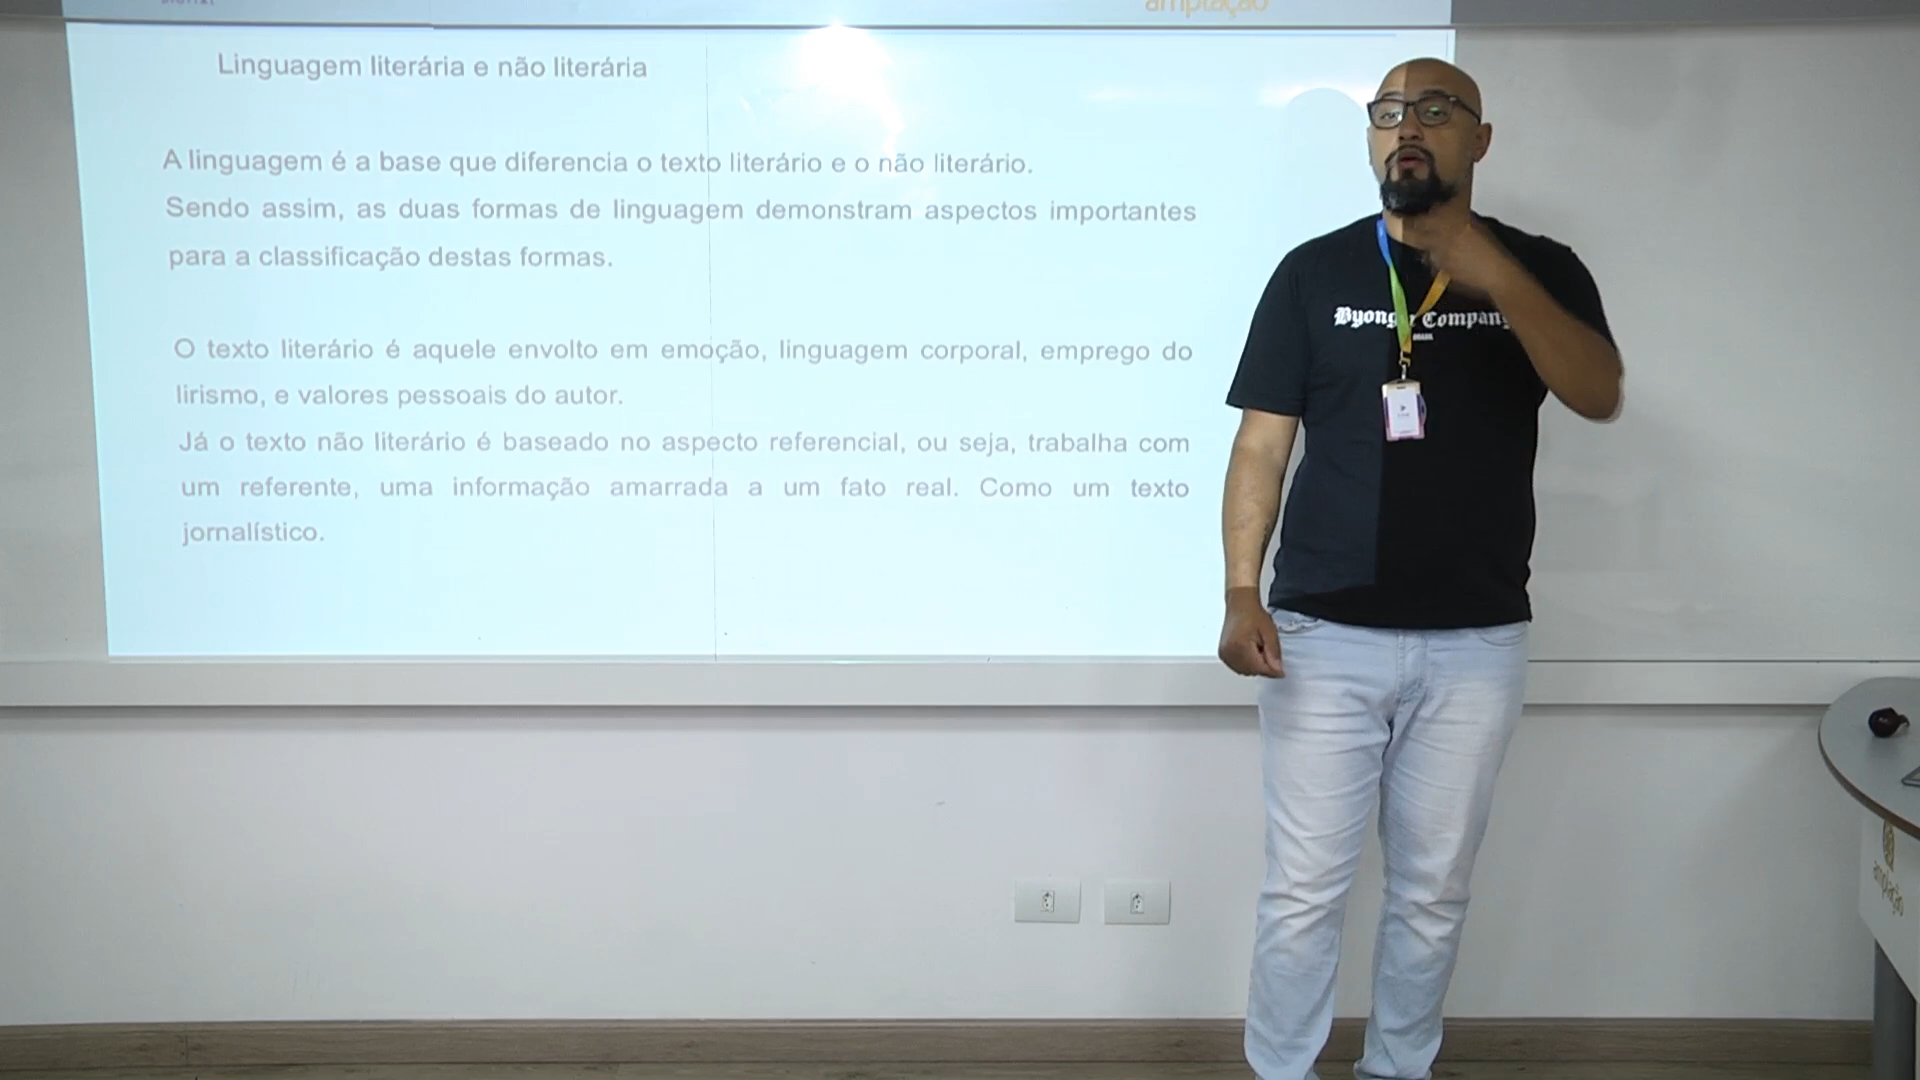 amplação
Linguagem literária e não literária
A linguagem é a base que diferencia o texto literário e o não literário.
Sendo assim, as duas formas de linguagem demonstram aspectos importantes
para a classificação destas formas.
O texto literário é aquele envolto em emoção, linguagem corporal, emprego do
lirismo, e valores pessoais do autor.
Já o texto não literário é baseado no aspecto referencial, ou seja, trabalha com
um referente, uma informação amarrada a um fato real. Como um texto
jornalístico.
Company
BRASIL
amplação